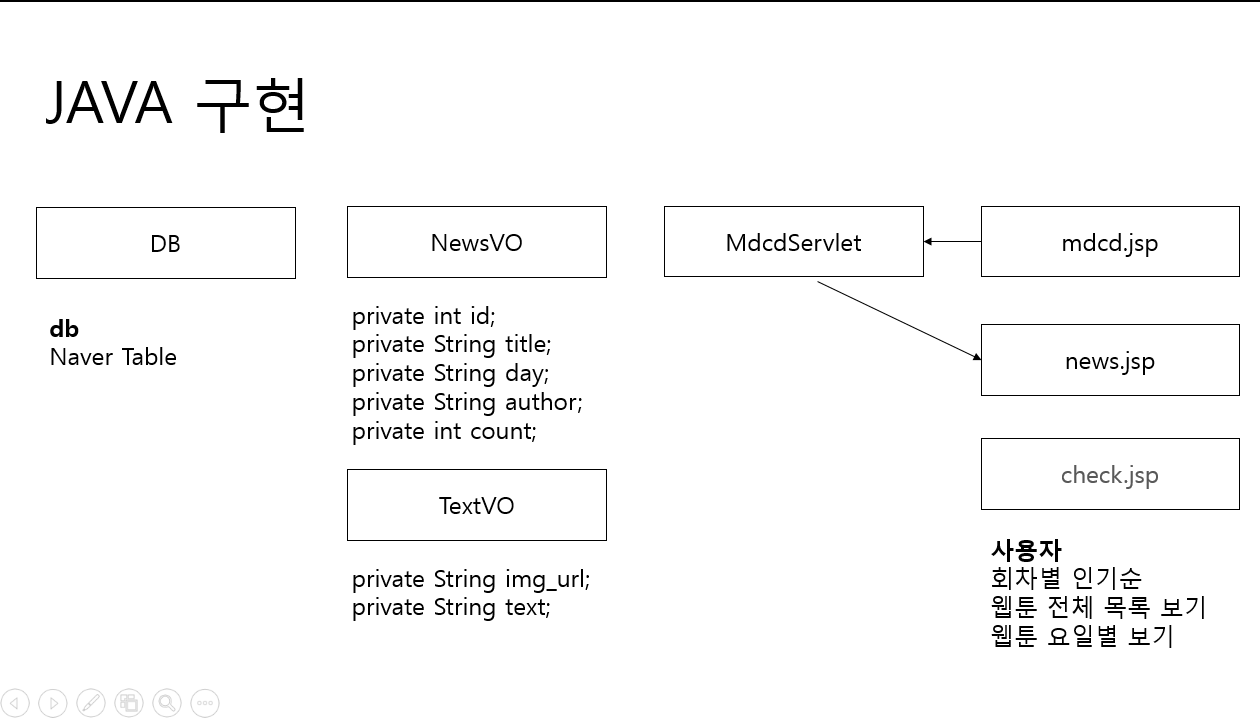 JAVA 구현
DB
db
Naver Table
NewsVO
private int id;
private String title;
private String day;
private String author;
private int count;
TextVO
private String img_url;
private String text;
MdcdServlet
mdcd.jsp
news.jsp
check.jsp
사용자
회차별 인기순
웹툰 전체 목록 보기
웹툰 요일별 보기